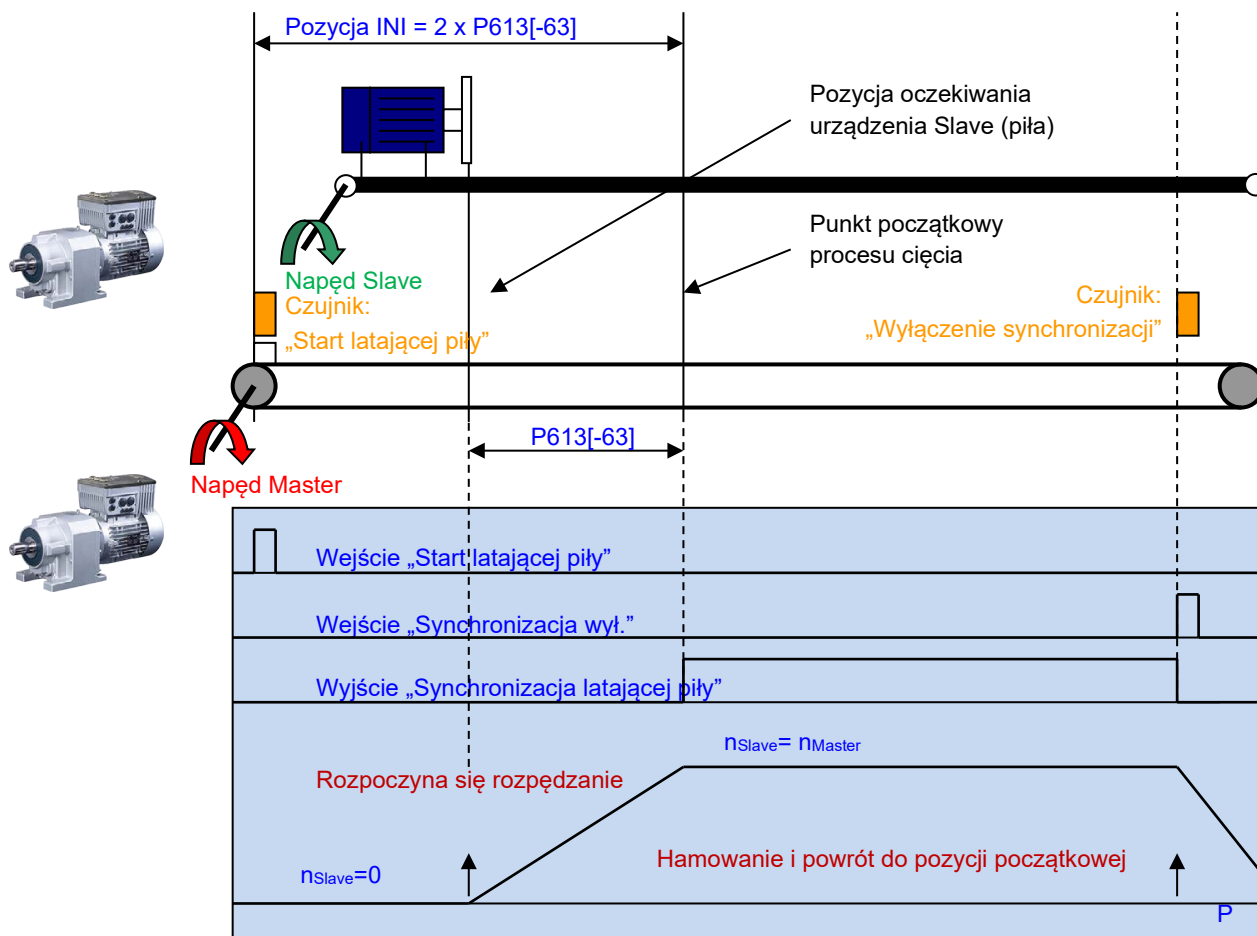 Pozycja INI = 2 x P613[-63]
Pozycja oczekiwania
urządzenia Slave (piła)
Punkt początkowy
procesu cięcia
Napęd Slave
Czujnik:
„Start latającej piły”
Czujnik:
„Wyłączenie synchronizacji”
P613[-63]
Napęd Master
Wejście „Start latającej piły”
Wejście „Synchronizacja wył.”
Wyjście „Synchronizacja latającej piły”
nSlave= nMaster
Rozpoczyna się rozpędzanie
Hamowanie i powrót do pozycji początkowej
nSlave=0
P